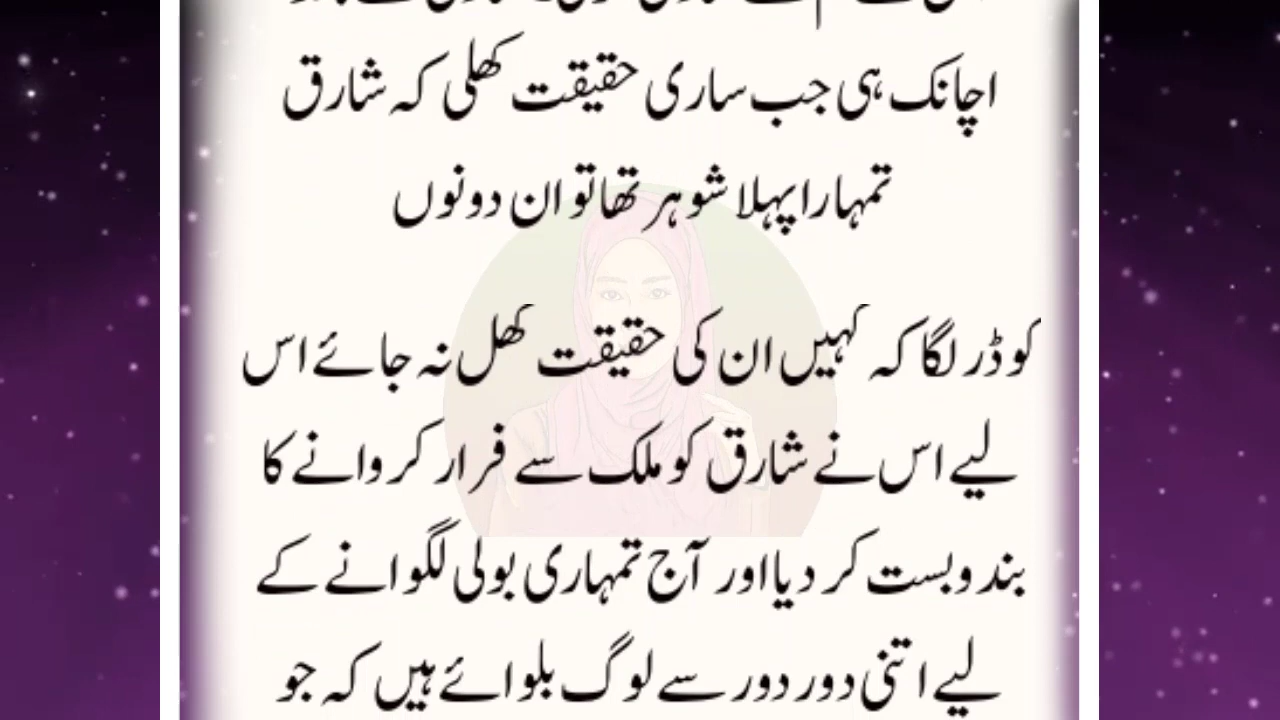 اچانک ہی جب ساری حقیقت کھلی کہ شارق
تمہارا پہلا شوہر تھا تو ان دونوں
کو ڈر لگا کہ کہیں ان کی حقیقت کھل نہ جائے اس
لیے اس نے شارق کو ملک سے فرار کروانے کا
بندوبست کر دیا اور آج تمہاری بولی لگوانے کے
لیے اتنی دور دور سے لوگ بلوائے ہیں کہ جو